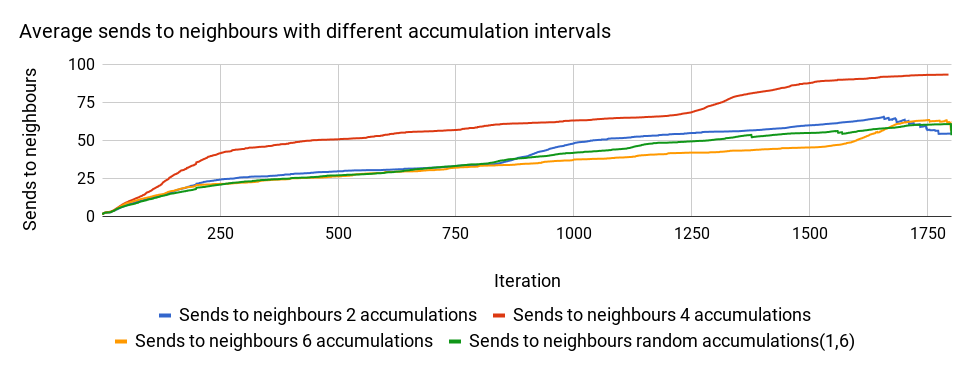 Average sends to neighbours with different accumulation intervals
Sends to neighbours
100
75
50
25
0
250 500 750 1000 1250 1500 1750
Iteration
Sends to neighbours 2 accumulations Sends to neighbours 4 accumulations
Sends to neighbours 6 accumulations Sends to neighbours random accumulations(1,6)